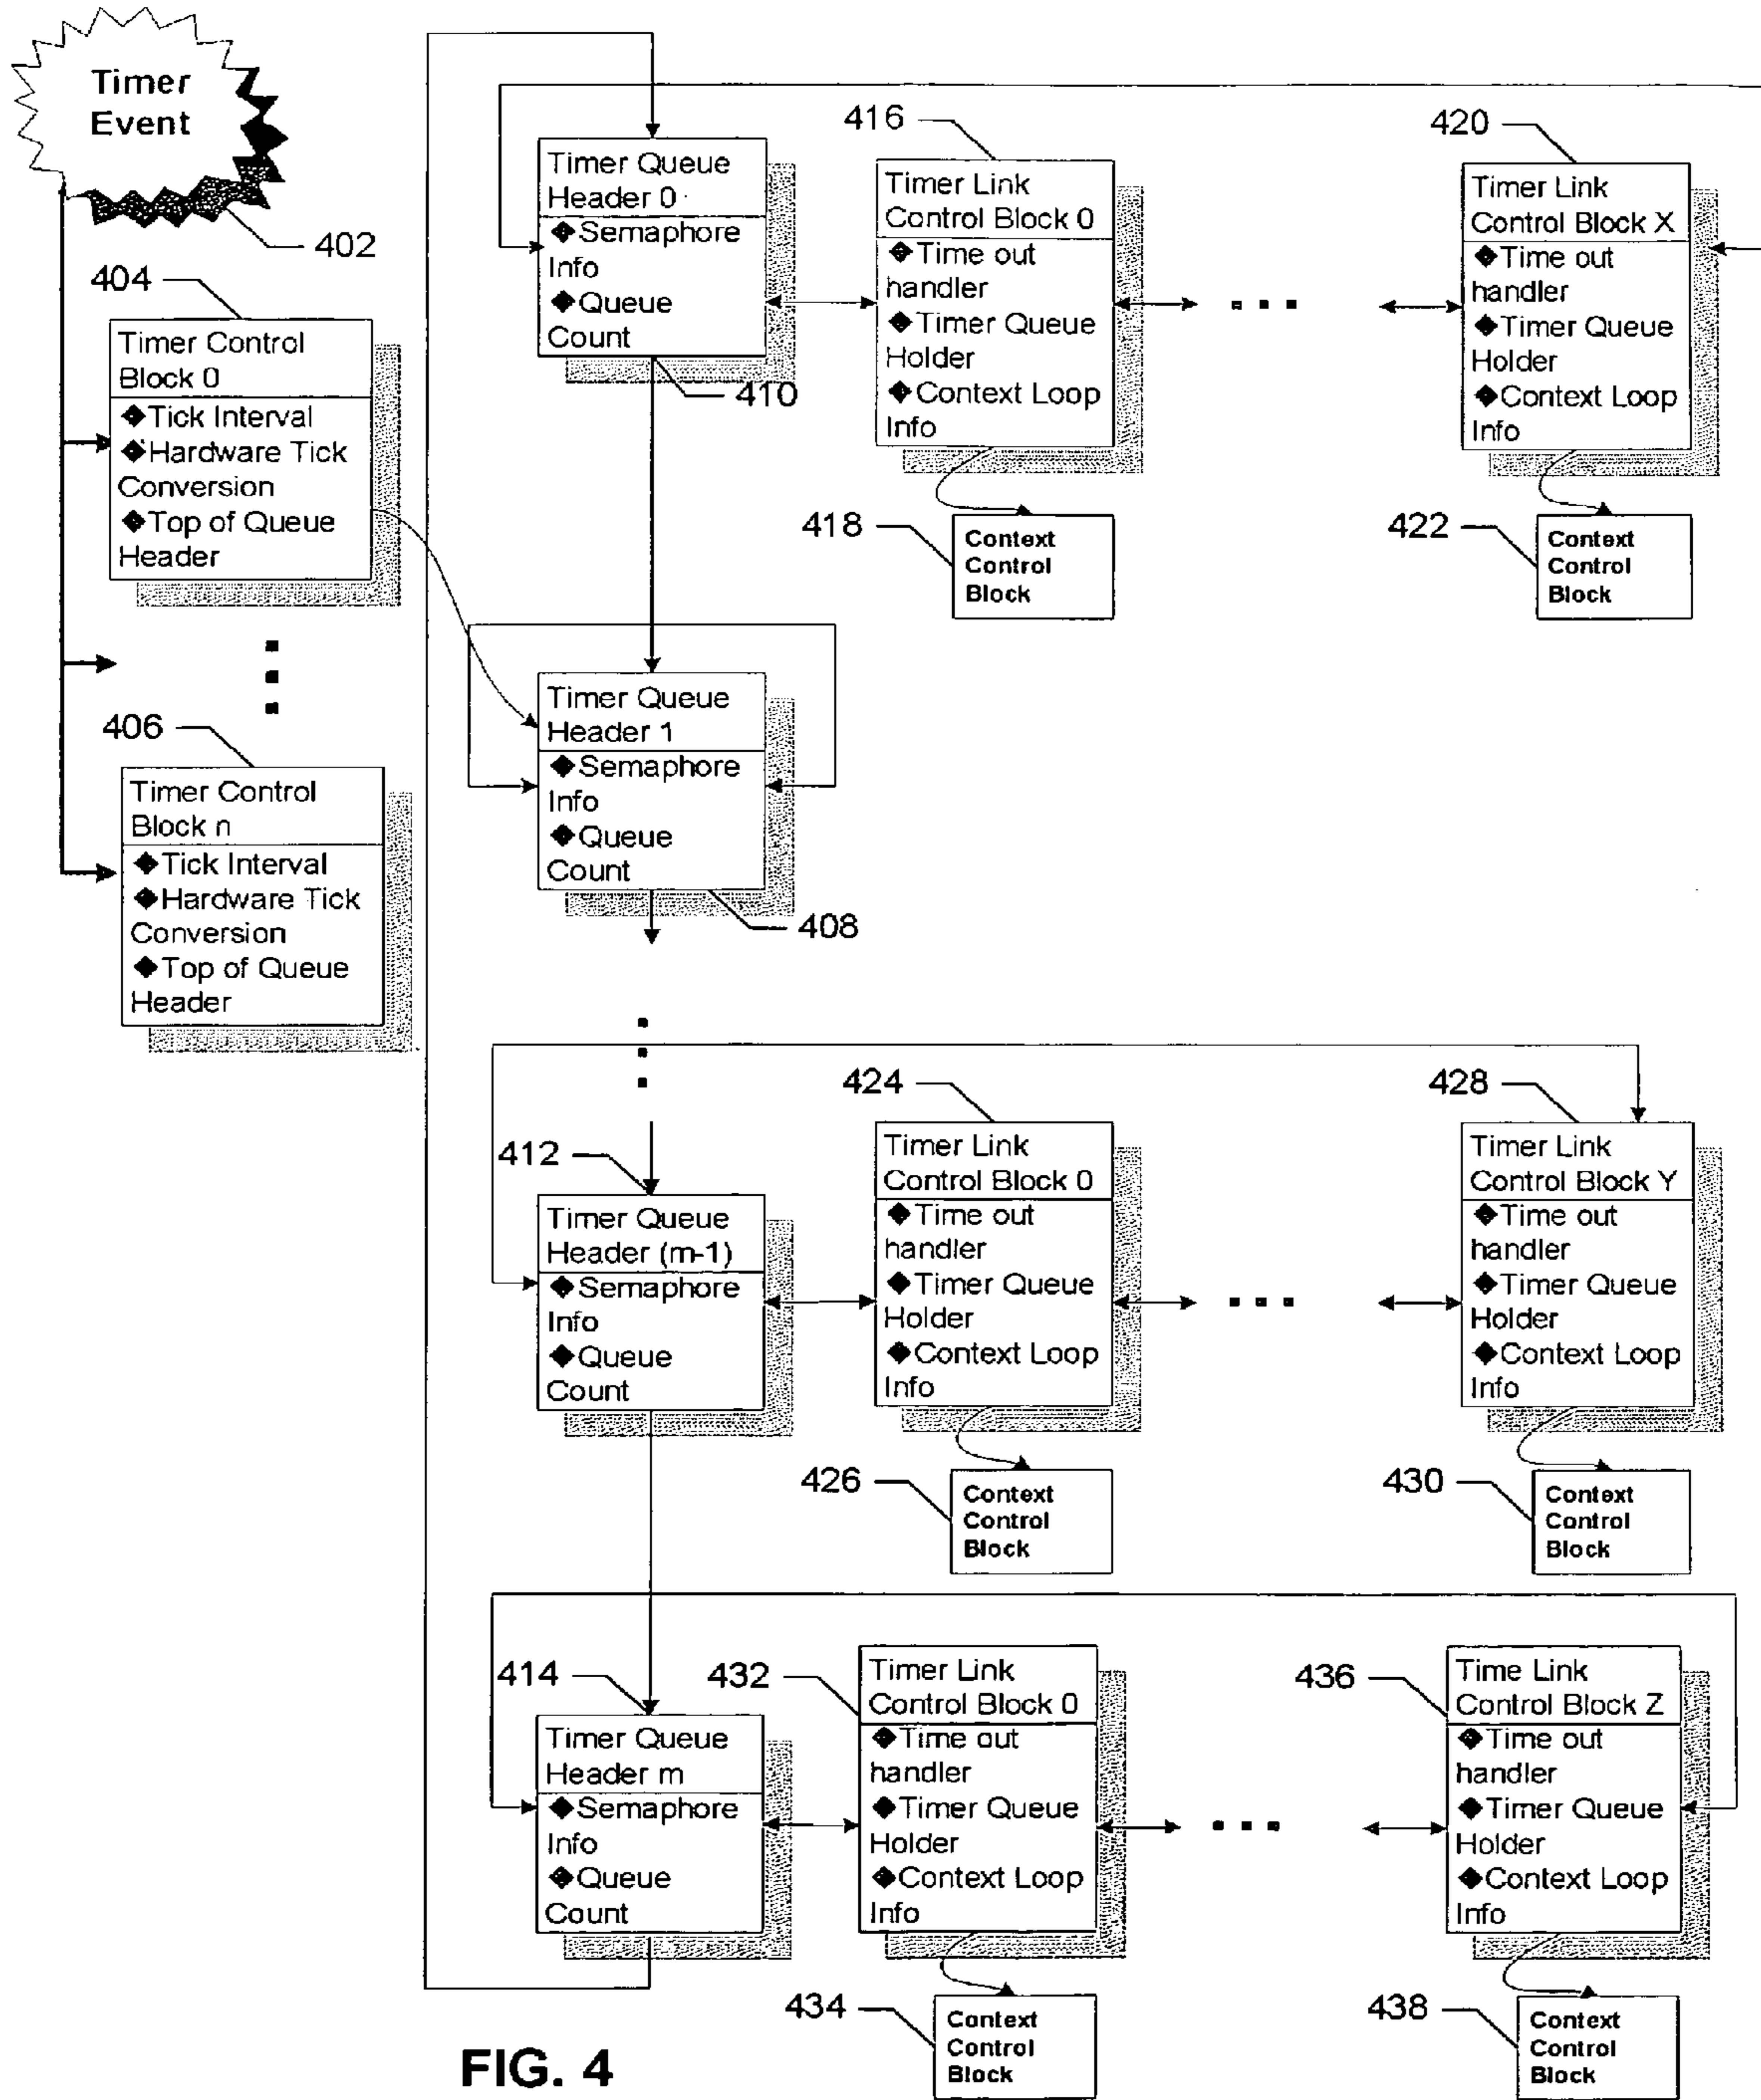 Timer
Event
402
404
Timer Control
Block 0
◆Tick Interval
◆Hardware Tick
Conversion
◆Top of Queue
Header
406
Timer Control
Block n
◆Tick Interval
◆Hardware Tick
Conversion
◆Top of Queue
Header
Timer Queue
Header 0
◆Semaphore
Info
◆Queue
Count
410
416
Timer Link
Control Block 0
◆Time out
handler
◆Timer Queue
Holder
◆Context Loop
Info
418
Context
Control
Block
420
Timer Link
Control Block X
◆Time out
handler
◆Timer Queue
Holder
◆Context Loop
Info
422
Context
Control
Block
Timer Queue
Header 1
◆Semaphore
Info
◆Queue
Count
408
412
Timer Queue
Header (m-1)
◆Semaphore
Info
◆Queue
Count
424
Timer Link
Control Block 0
◆Time out
handler
◆Timer Queue
Holder
◆Context Loop
Info
426
Context
Control
Block
428
Timer Link
Control Block Y
◆Time out
handler
◆Timer Queue
Holder
◆Context Loop
Info
430
Context
Control
Block
414
Timer Queue
Header m
◆Semaphore
Info
◆Queue
Count
432
Timer Link
Control Block 0
◆Time out
handler
◆Timer Queue
Holder
◆Context Loop
Info
434
Context
Control
Block
436
Time Link
Control Block Z
◆Time out
handler
◆Timer Queue
Holder
◆Context Loop
Info
438
Context
Control
Block
FIG. 4